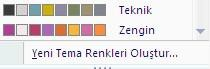 Teknik
Zengin
Yeni Tema Renkleri Oluştur...